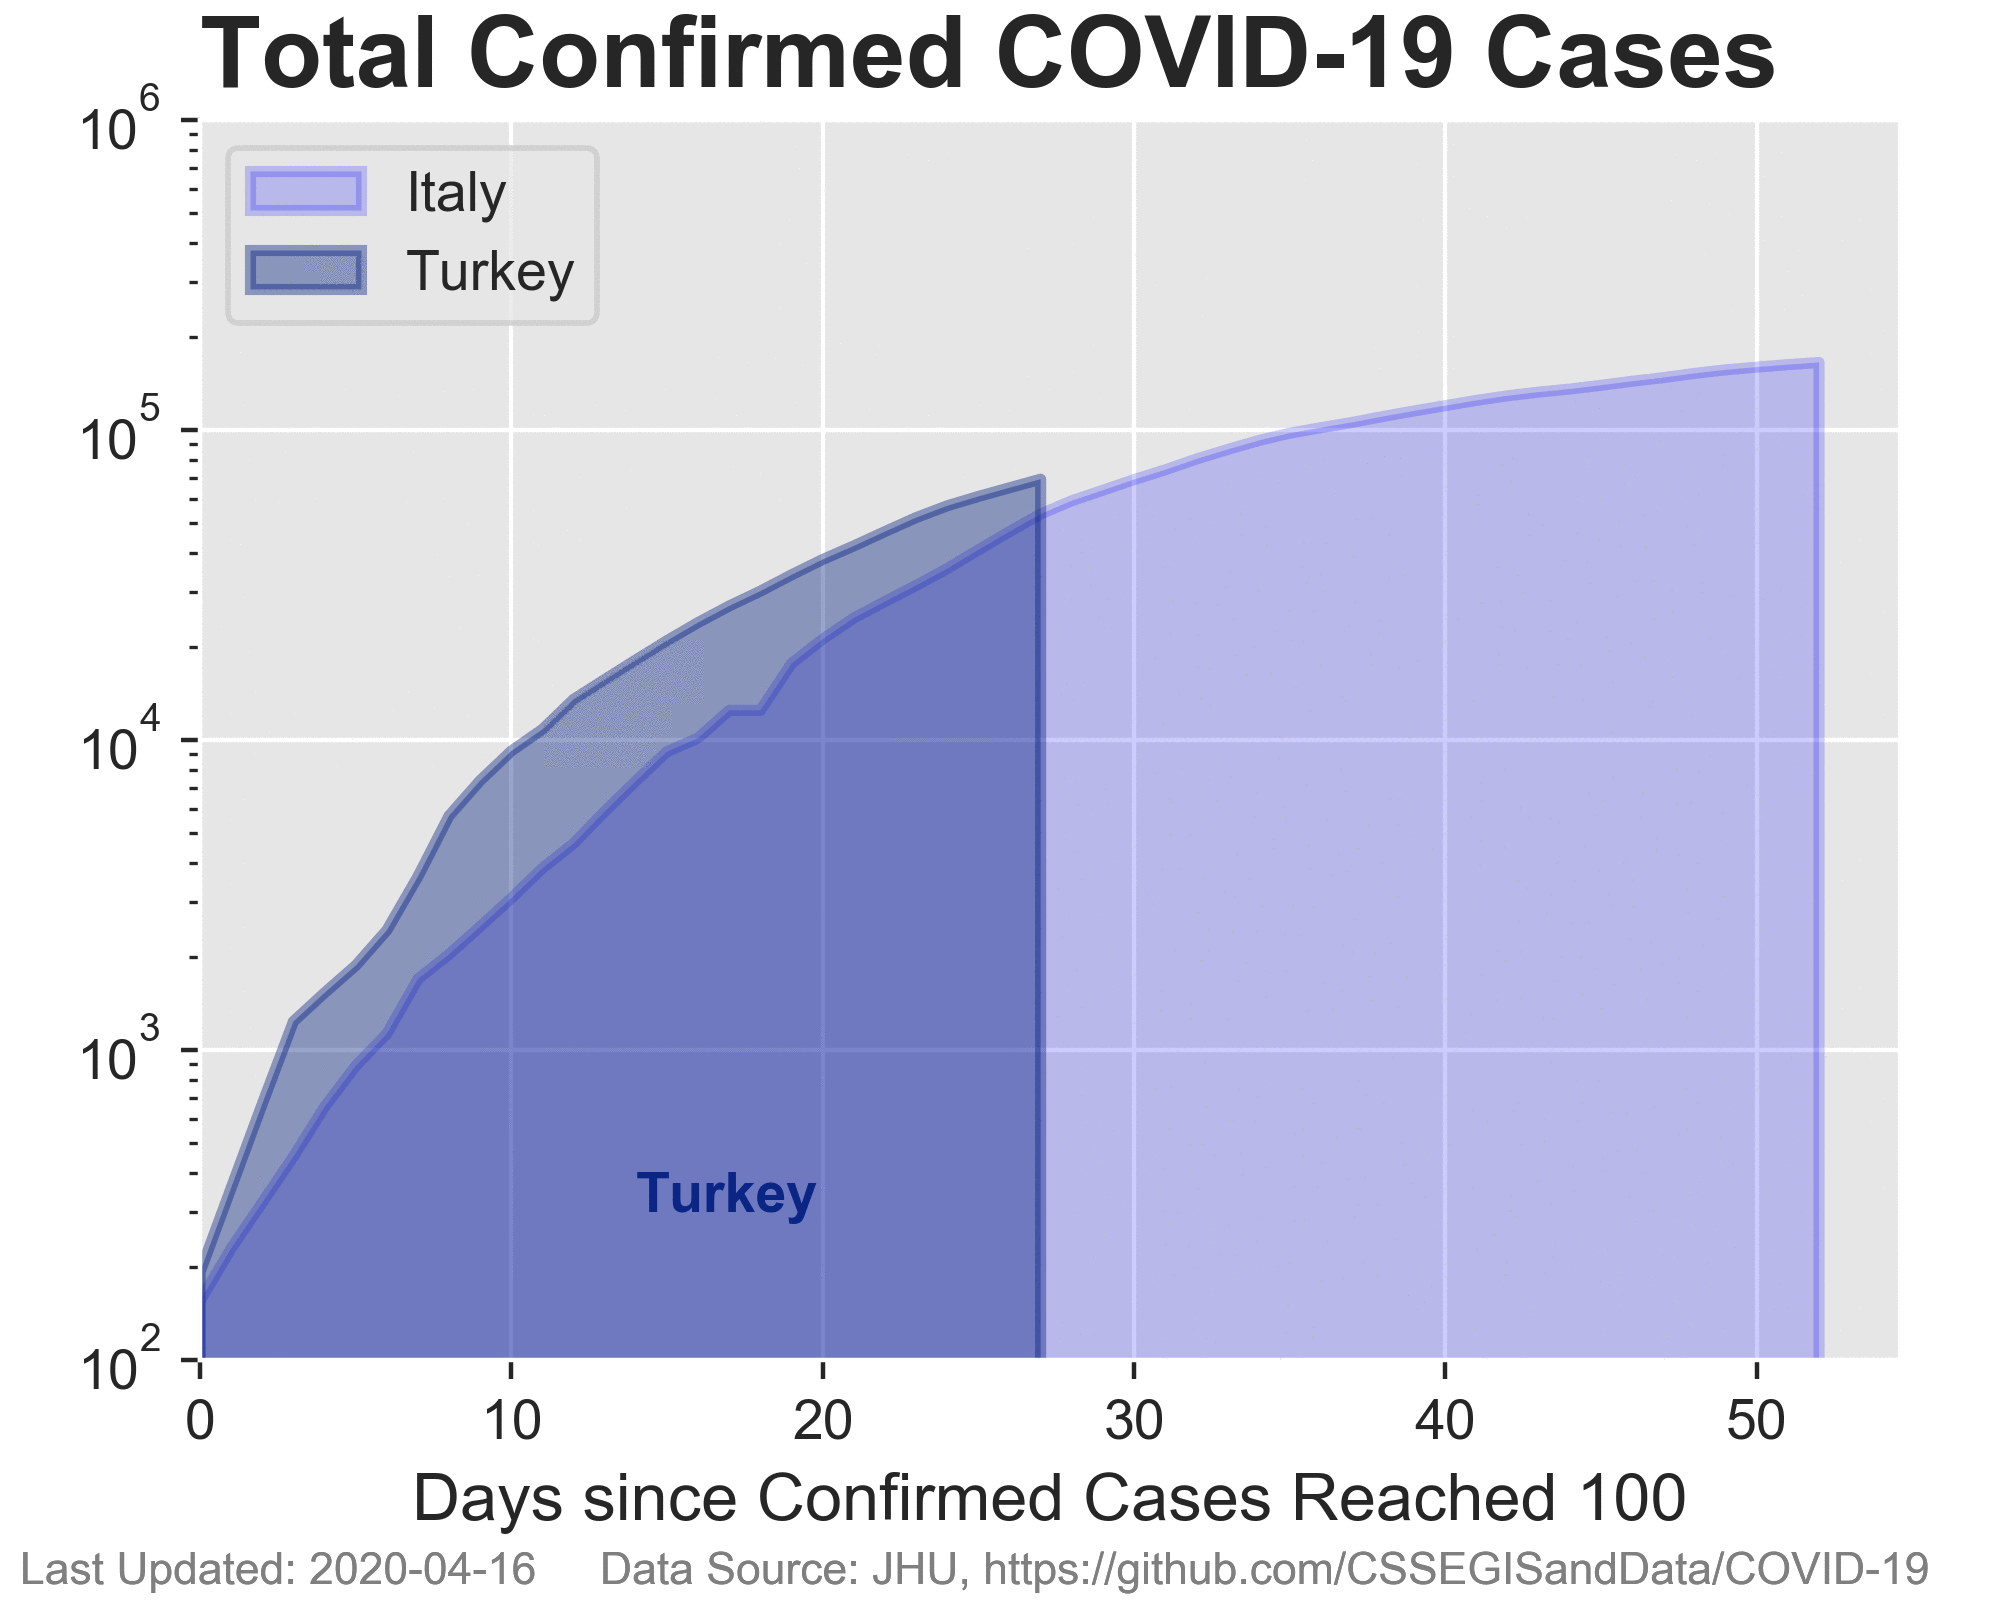 Total Confirmed COVID-19 Cases
10^6
Italy
Turkey
10^5
10^4
10^3
Turkey
10^2
0 10 20 30 40 50
Days since Confirmed Cases Reached 100
Last Updated: 2020-04-16 Data Source: JHU, https://github.com/CSSEGISandData/COVID-19